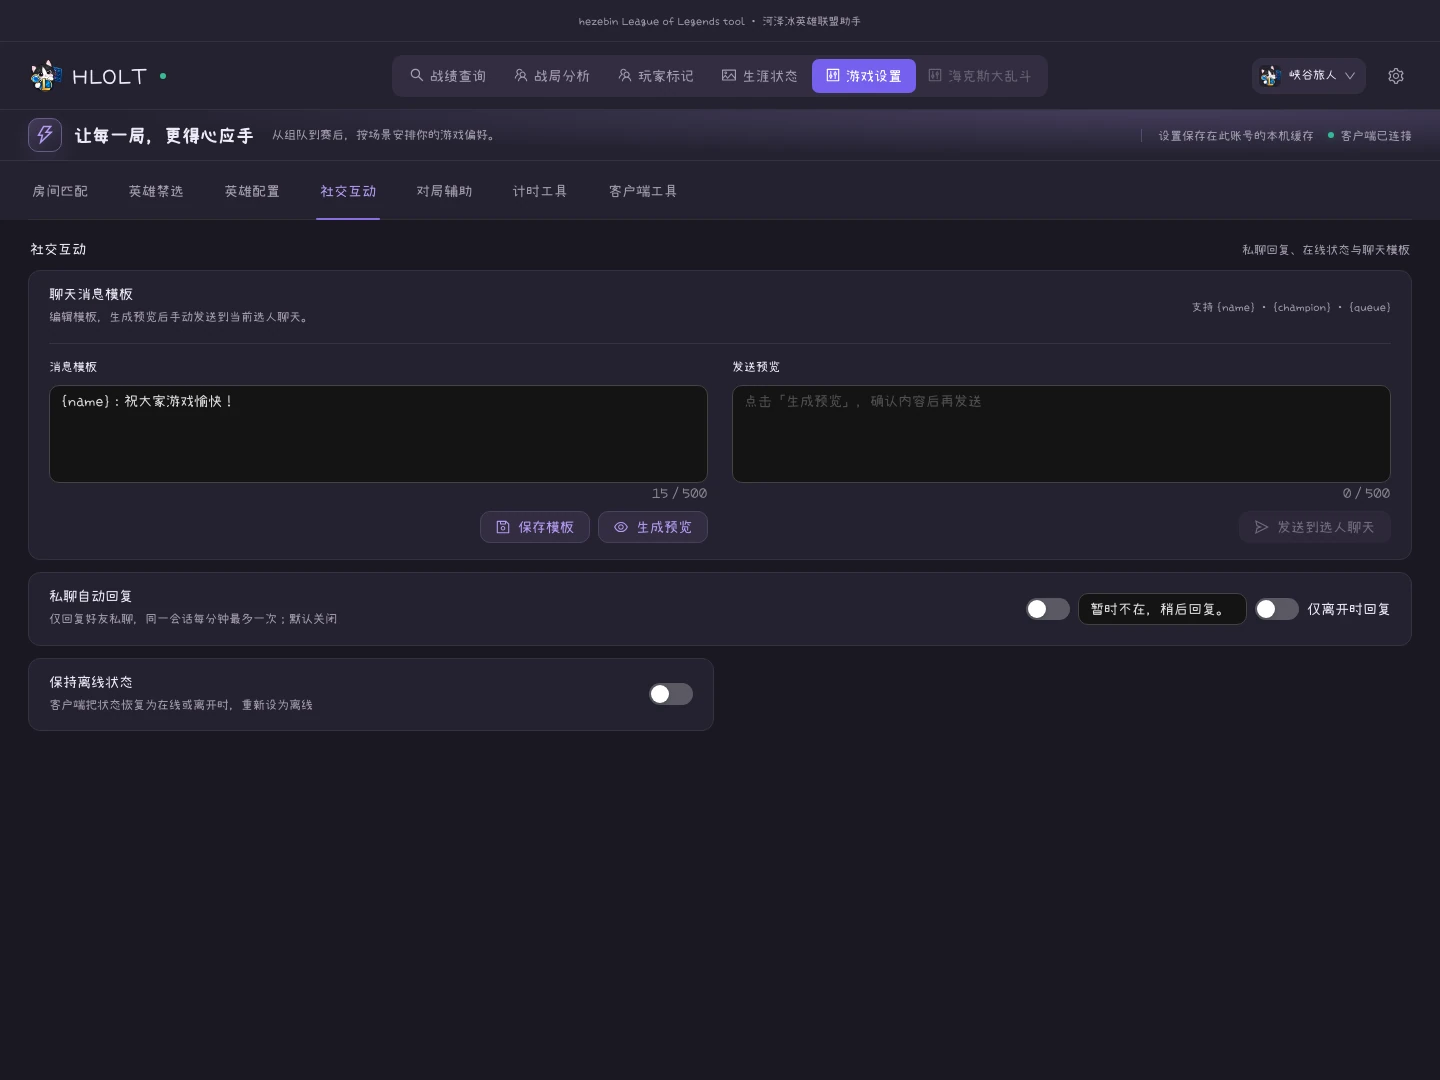 hezebin League of Legends tool · 河泽冰英雄联盟助手
HLOLT
战绩查询
战局分析
玩家标记
生涯状态
游戏设置
海克斯大乱斗
峡谷旅人
让每一局，更得心应手
从组队到赛后，按场景安排你的游戏偏好。
设置保存在此账号的本机缓存
客户端已连接
房间匹配
英雄禁选
英雄配置
社交互动
对局辅助
计时工具
客户端工具
社交互动
私聊回复、在线状态与聊天模板
聊天消息模板
编辑模板，生成预览后手动发送到当前选人聊天。
支持 {name} · {champion} · {queue}
消息模板
{name}：祝大家游戏愉快！
15 / 500
保存模板
生成预览
发送预览
点击「生成预览」，确认内容后再发送
0 / 500
发送到选人聊天
私聊自动回复
仅回复好友私聊，同一会话每分钟最多一次；默认关闭
暂时不在，稍后回复。
仅离开时回复
保持离线状态
客户端把状态恢复为在线或离开时，重新设为离线